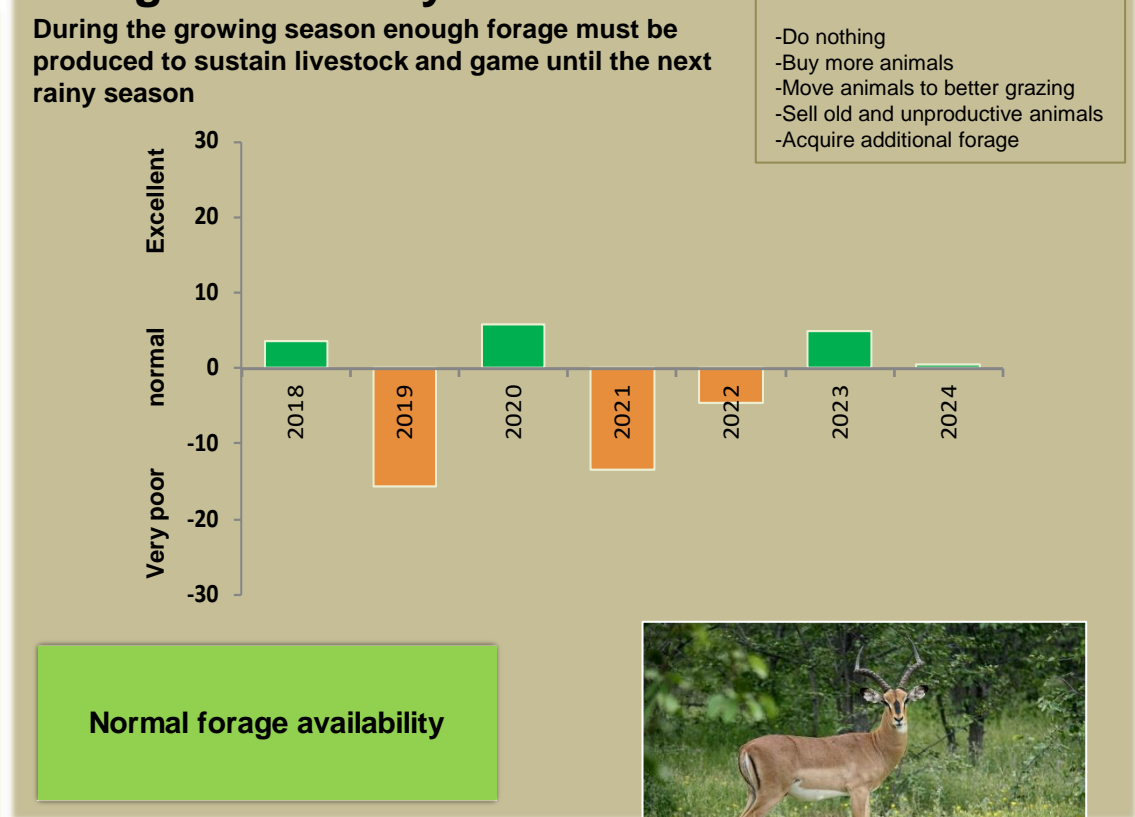 During the growing season enough forage must be
produced to sustain livestock and game until the next
rainy season
-Do nothing
-Buy more animals
-Move animals to better grazing
-Sell old and unproductive animals
-Acquire additional forage
30
20
10
0
-10
-20
-30
Excellent
normal
Very poor
2018
2019
2020
2021
2022
2023
2024
Normal forage availability